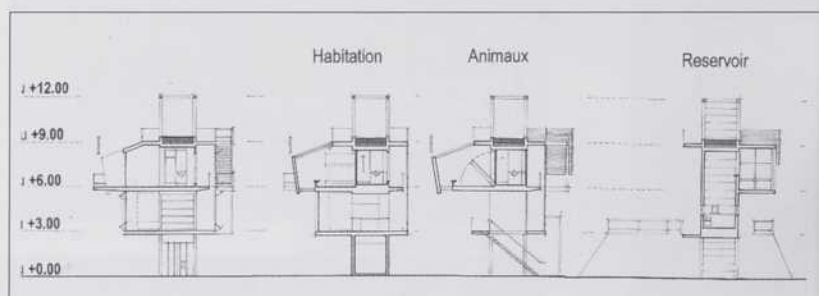 Habitation
Animaux
Reservoir
+12.00
+9.00
+6.00
+3.00
+0.00